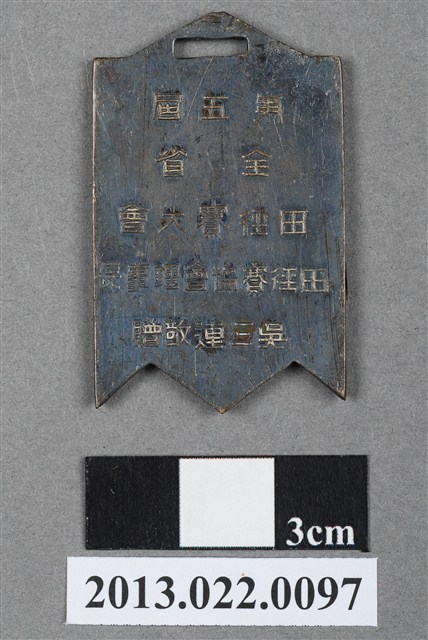 第五屆
全省
田徑賽大會
田徑賽協會理事長
吳三連敬贈
3cm
2013.022.0097